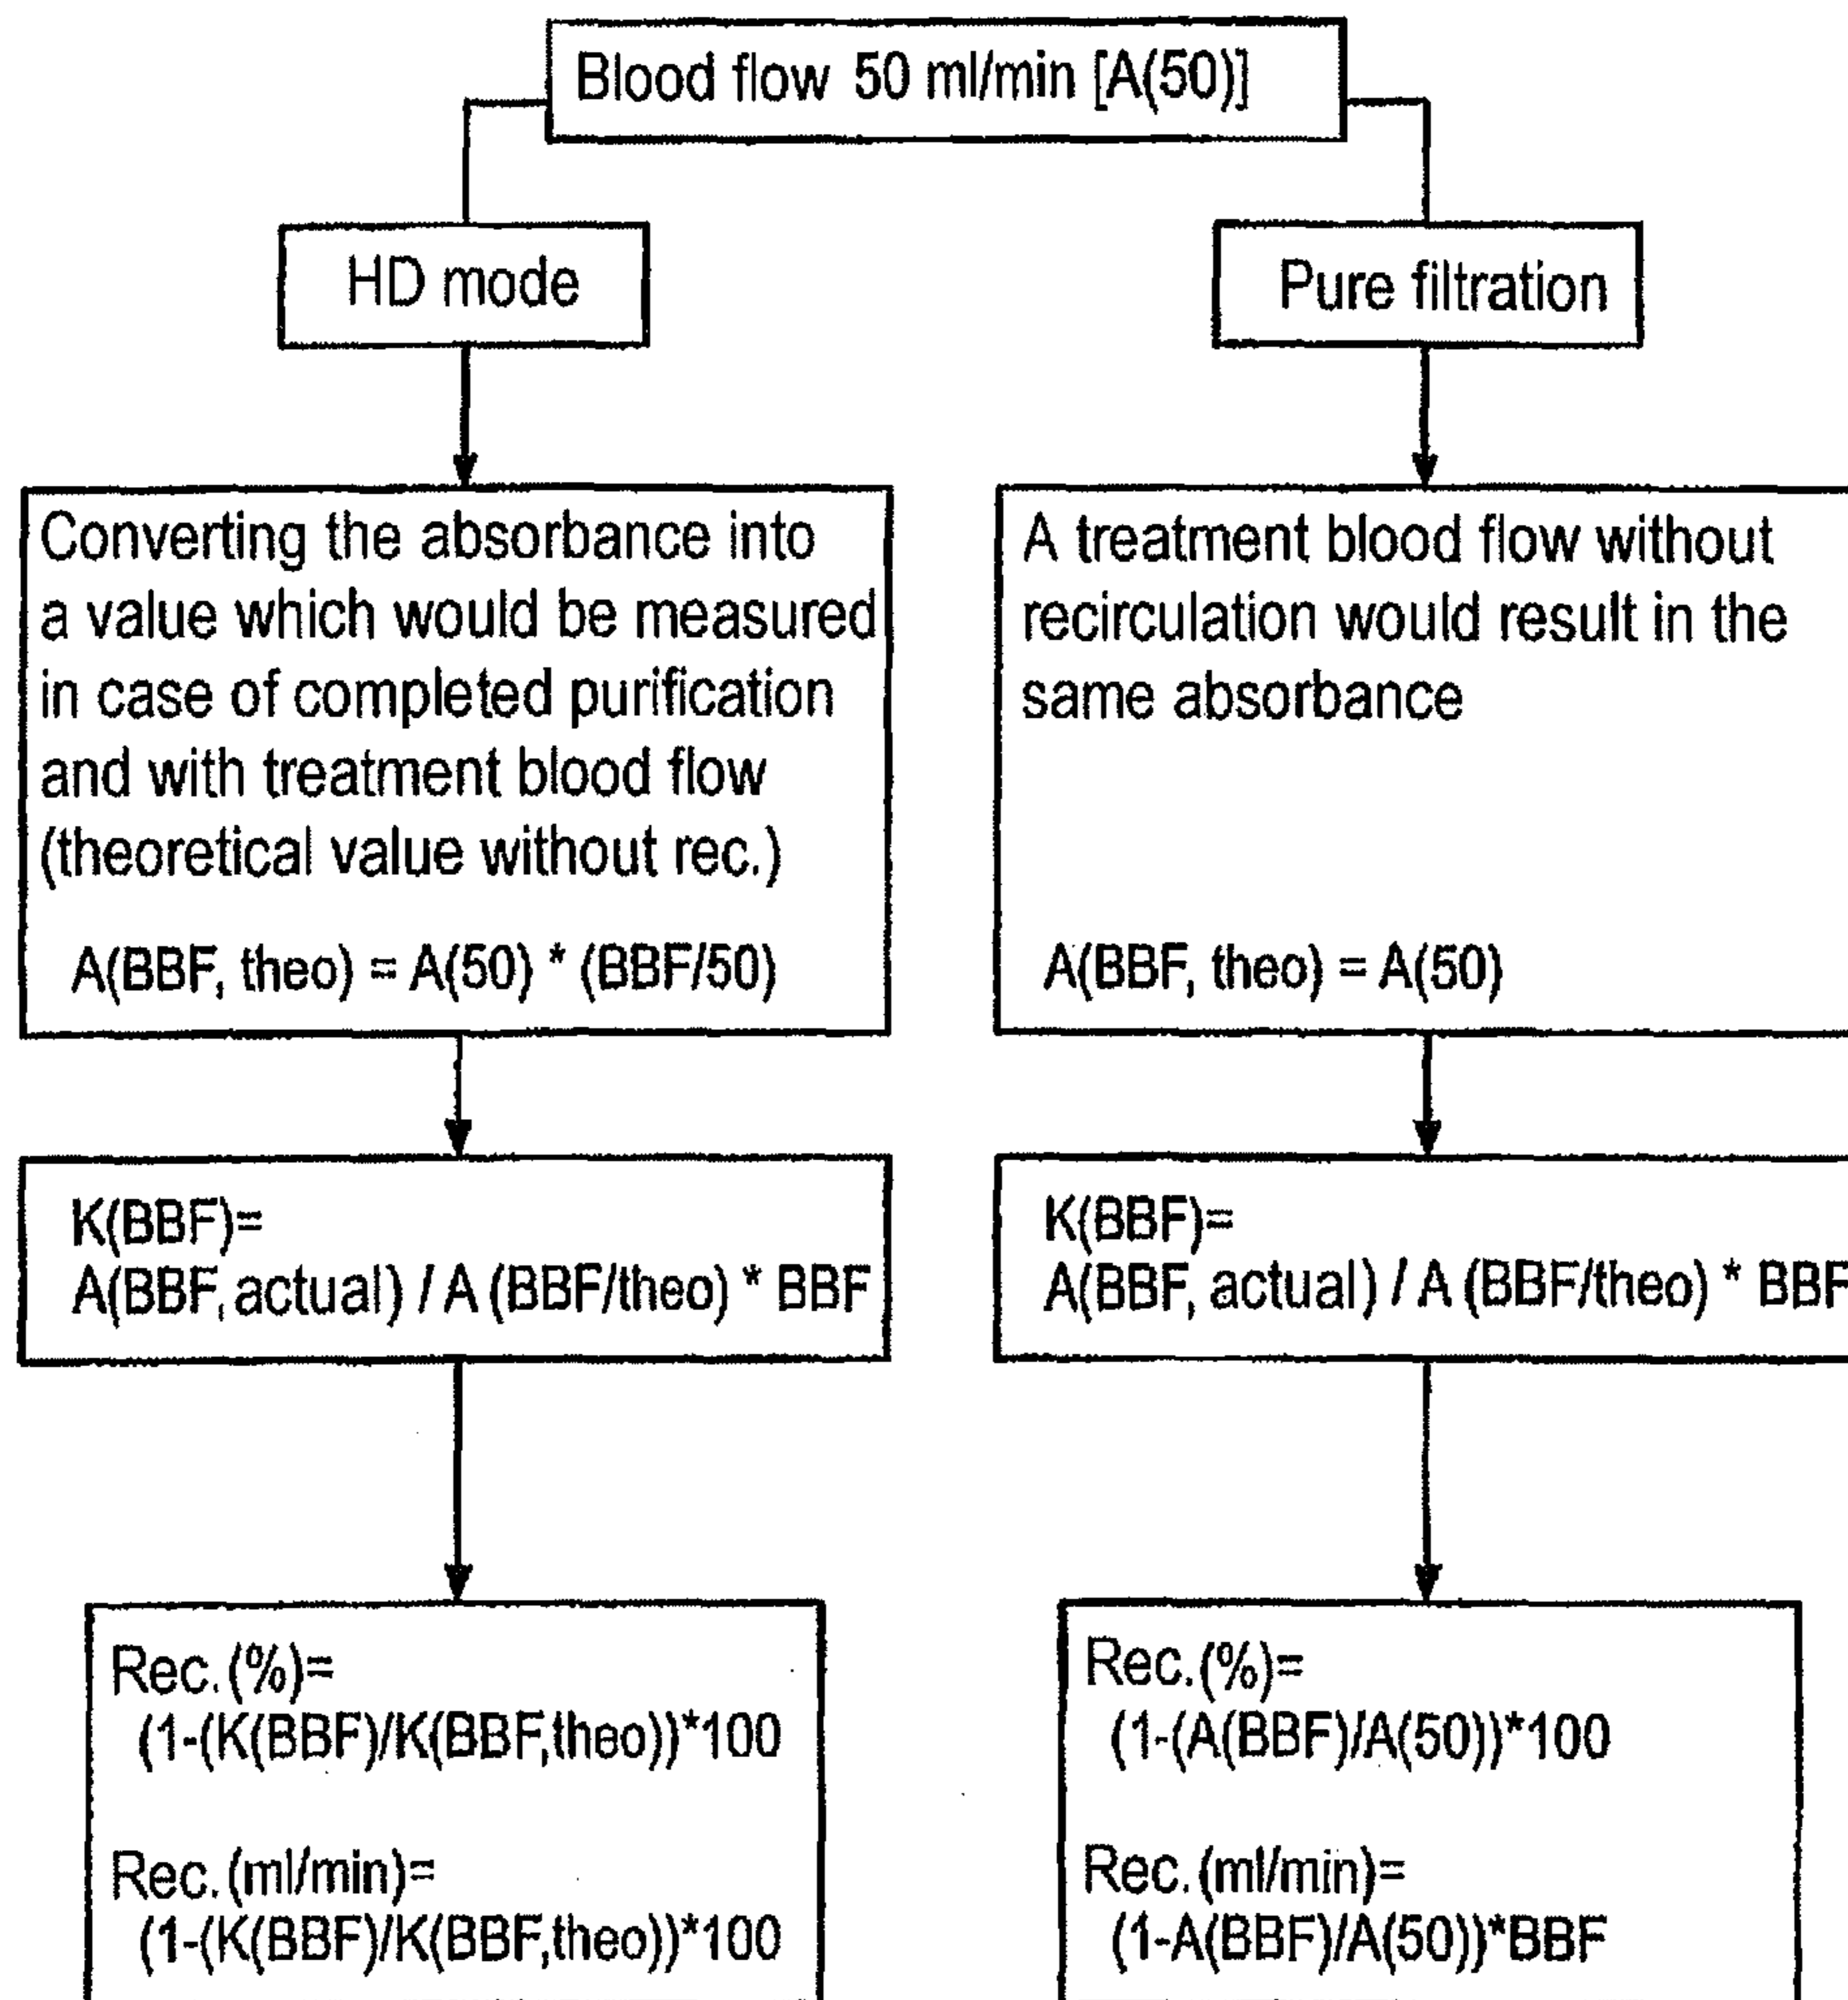 Blood flow 50 ml/min [A(50)]
HD mode
Pure filtration
Converting the absorbance into
a value which would be measured
in case of completed purification
and with treatment blood flow
(theoretical value without rec.)
A(BBF, theo) = A(50) * (BBF/50)
A treatment blood flow without
recirculation would result in the
same absorbance
A(BBF, theo) = A(50)
K(BBF)=
A(BBF, actual) / A (BBF/theo) * BBF
K(BBF)=
A(BBF, actual) / A (BBF/theo) * BBF
Rec.(%)=
(1-(K(BBF)/K(BBF,theo))*100
Rec.(ml/min)=
(1-(K(BBF)/K(BBF,theo))*100
Rec.(%)=
(1-(A(BBF)/A(50))*100
Rec.(ml/min)=
(1-A(BBF)/A(50))*BBF